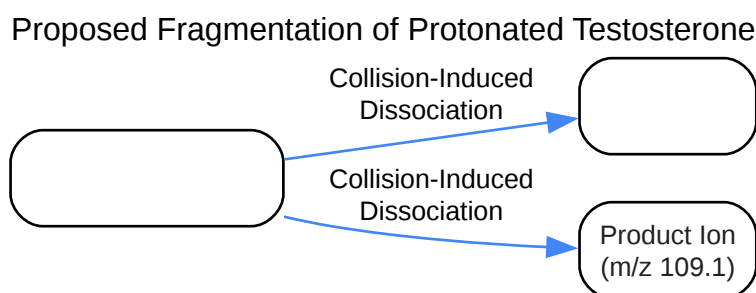 Proposed Fragmentation of Protonated Testosterone
Collision-Induced
Dissociation
Collision-Induced
Dissociation
Product Ion
(m/z 109.1)